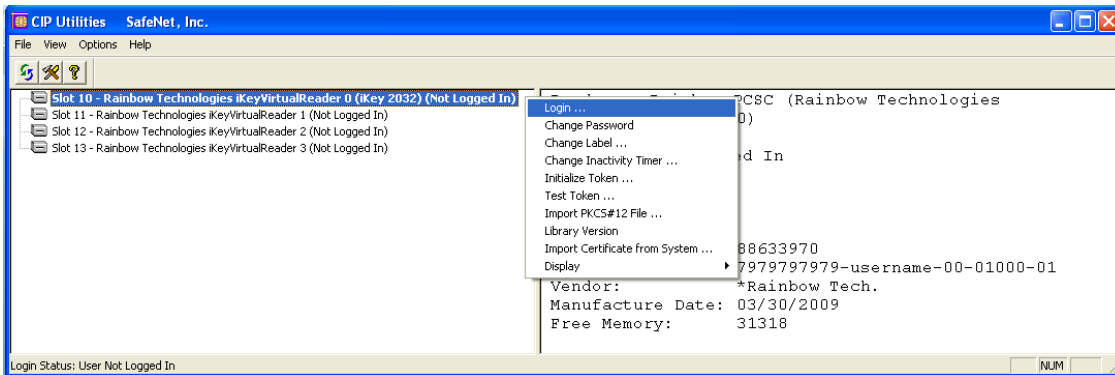 CIP Utilities SafeNet, Inc.
File View Options Help
Slot 10 - Rainbow Technologies iKeyVirtualReader 0 (iKey 2032) (Not Logged In)
Slot 11 - Rainbow Technologies iKeyVirtualReader 1 (Not Logged In)
Slot 12 - Rainbow Technologies iKeyVirtualReader 2 (Not Logged In)
Slot 13 - Rainbow Technologies iKeyVirtualReader 3 (Not Logged In)
Login ...
Change Password
Change Label ...
Change Inactivity Timer ...
Initialize Token ...
Test Token ...
Import PKCS#12 File ...
Library Version
Import Certificate from System ...
Display
PCSC (Rainbow Technologies
0)
ed In
88633970
7979797979-username-00-01000-01
Vendor: *Rainbow Tech.
Manufacture Date: 03/30/2009
Free Memory: 31318
Login Status: User Not Logged In
NUM